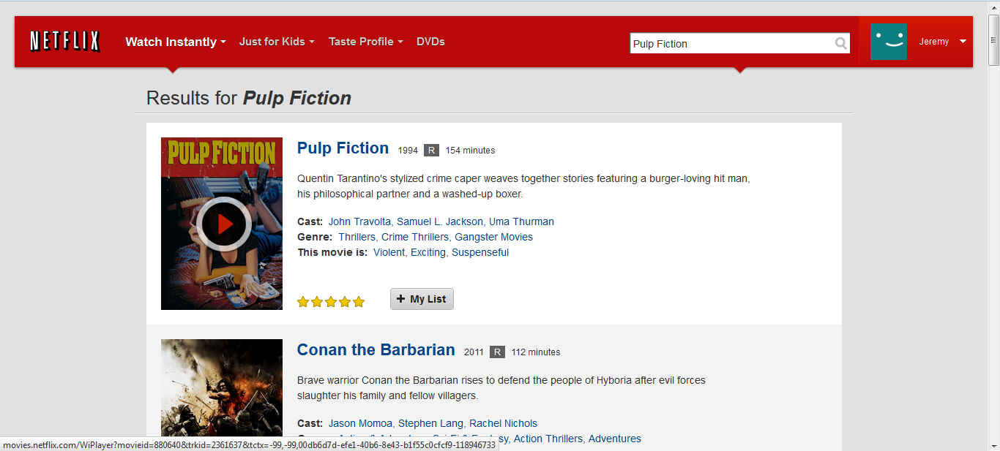 NETFLIX
Watch Instantly Just for Kids Taste Profile DVDs
Pulp Fiction
Jeremy
Results for Pulp Fiction
PULP FICTION
Pulp Fiction 1994 R 154 minutes
Quentin Tarantino's stylized crime caper weaves together stories featuring a burger-loving hit man,
his philosophical partner and a washed-up boxer.
Cast: John Travolta, Samuel L. Jackson, Uma Thurman
Genre: Thrillers, Crime Thrillers, Gangster Movies
This movie is: Violent, Exciting, Suspenseful
+ My List
Conan the Barbarian 2011 R 112 minutes
Brave warrior Conan the Barbarian rises to defend the people of Hyboria after evil forces
slaughter his family and fellow villagers.
Cast: Jason Momoa, Stephen Lang, Rachel Nichols
Action Thrillers, Adventures
movies.netflix.com/WiPlayer?movieid=880640&trkid=2361637&tctx=-99,-99,00db6d7d-efe1-40b6-8e43-b1f55c0cfcf9-118946733